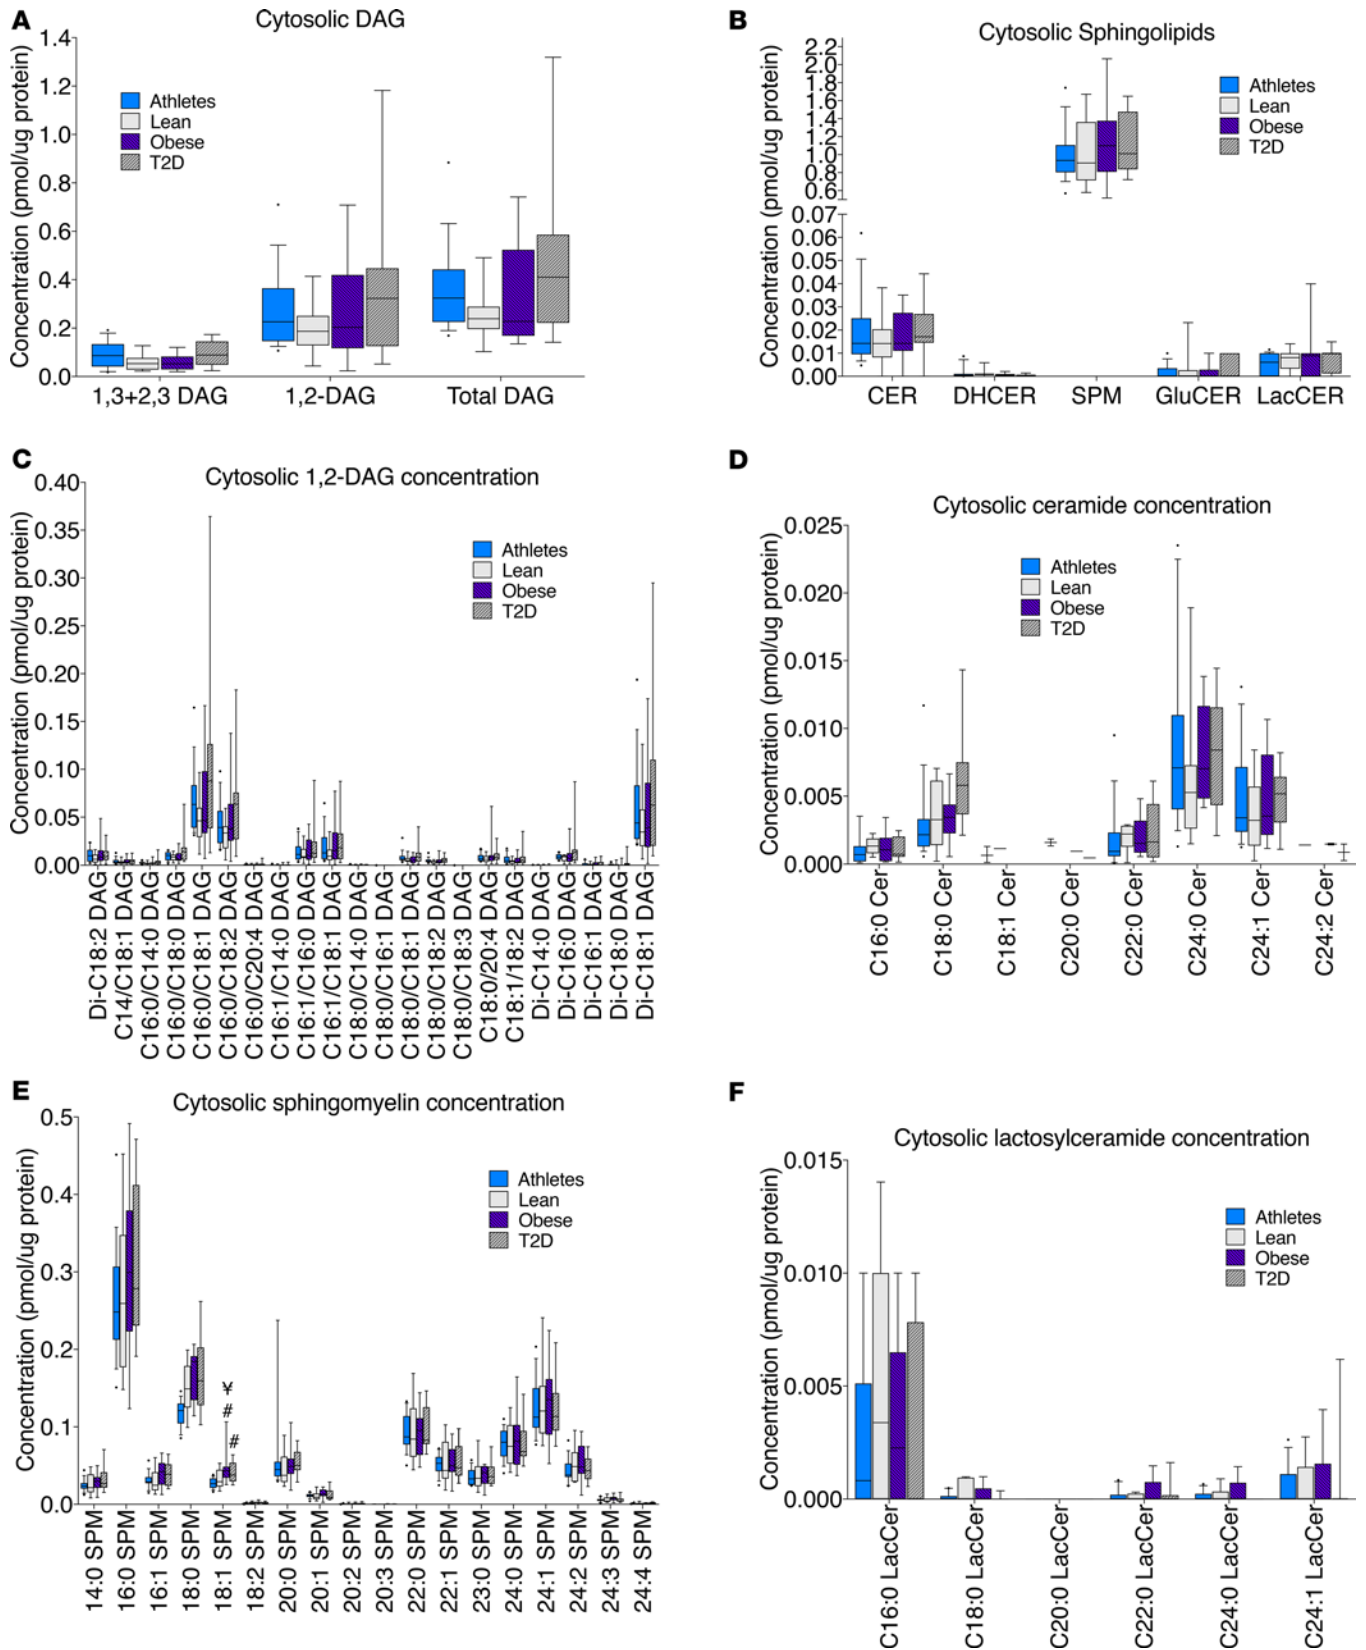 A
Cytosolic DAG
Concentration (pmol/ug protein)
1.4
1.2
1.0
0.8
0.6
0.4
0.2
0.0
Athletes
Lean
Obese
T2D
1,3+2,3 DAG
1,2-DAG
Total DAG
B
Cytosolic Sphingolipids
Concentration (pmol/ug protein)
2.2
2.0
1.8
1.6
1.4
1.2
1.0
0.8
0.6
0.07
0.06
0.05
0.04
0.03
0.02
0.01
0.00
Athletes
Lean
Obese
T2D
CER
DHCER
SPM
GluCER
LacCER
C
Cytosolic 1,2-DAG concentration
Concentration (pmol/ug protein)
0.40
0.35
0.30
0.25
0.20
0.15
0.10
0.05
0.00
Athletes
Lean
Obese
T2D
Di-C18:2 DAG
C14/C18:1 DAG
C16:0/C14:0 DAG
C16:0/C18:0 DAG
C16:0/C18:1 DAG
C16:0/C18:2 DAG
C16:0/C20:4 DAG
C16:1/C14:0 DAG
C16:1/C16:0 DAG
C16:1/C18:1 DAG
C18:0/C14:0 DAG
C18:0/C16:1 DAG
C18:0/C18:1 DAG
C18:0/C18:2 DAG
C18:0/C18:3 DAG
C18:0/20:4 DAG
C18:1/18:2 DAG
Di-C14:0 DAG
Di-C16:0 DAG
Di-C16:1 DAG
Di-C18:0 DAG
Di-C18:1 DAG
D
Cytosolic ceramide concentration
Concentration (pmol/ug protein)
0.025
0.020
0.015
0.010
0.005
0.000
Athletes
Lean
Obese
T2D
C16:0 Cer
C18:0 Cer
C18:1 Cer
C20:0 Cer
C22:0 Cer
C24:0 Cer
C24:11 Cer
C24:2 Cer
E
Cytosolic sphingomyelin concentration
Concentration (pmol/ug protein)
0.5
0.4
0.3
0.2
0.1
0.0
Athletes
Lean
Obese
T2D
¥
#
#
14:0 SPM
16:0 SPM
16:1 SPM
18:0 SPM
18:1 SPM
18:2 SPM
20:0 SPM
20:1 SPM
20:2 SPM
20:3 SPM
22:0 SPM
22:1 SPM
23:0 SPM
24:0 SPM
24:1 SPM
24:2 SPM
24:3 SPM
24:4 SPM
F
Cytosolic lactosylceramide concentration
Concentration (pmol/ug protein)
0.015
0.010
0.005
0.000
Athletes
Lean
Obese
T2D
C16:0 LacCer
C18:0 LacCer
C20:0 LacCer
C22:0 LacCer
C24:0 LacCer
C24:11 LacCer